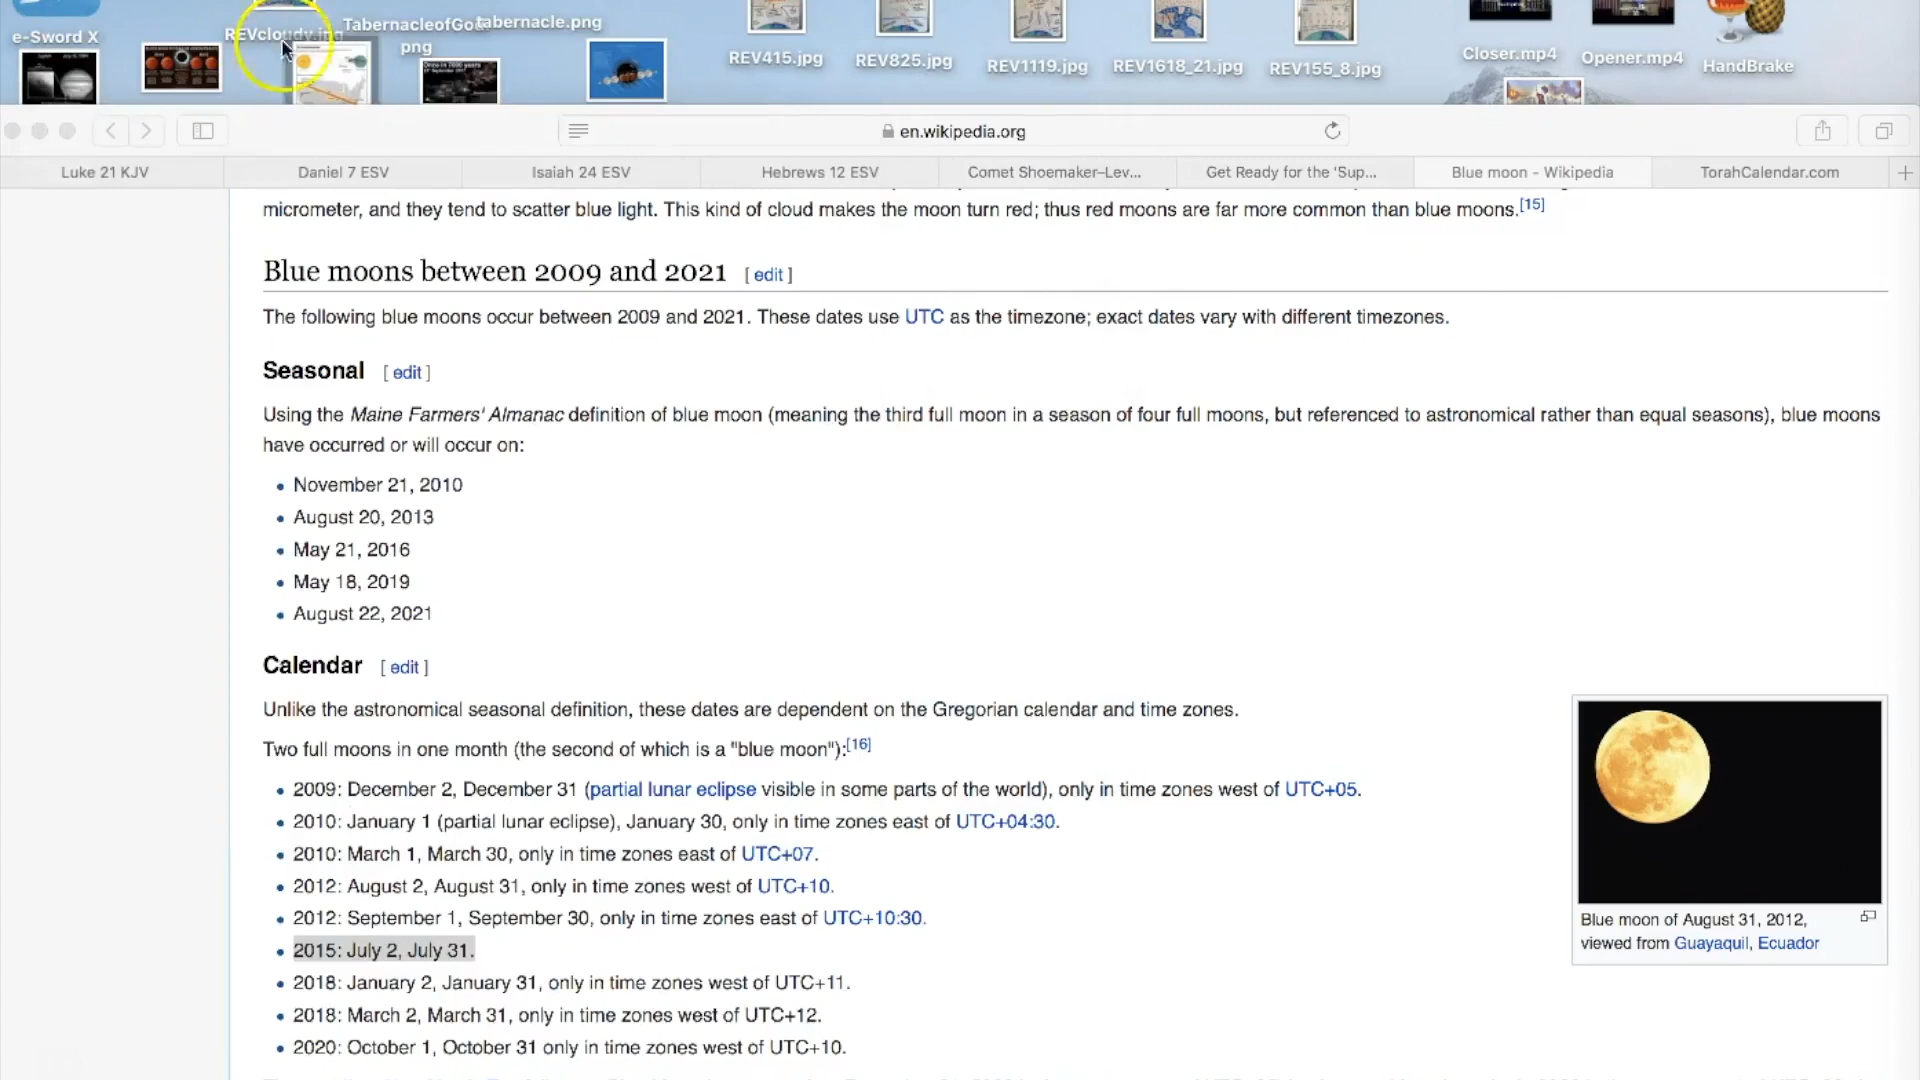 e-Sword X
REVcloudy.jpg
TabernacleofGod
png
tabernacle.png
REV415.jpg
REV825.jpg
REV1119.jpg
REV1618_21.jpg
REV155_8.jpg
Closer.mp4
Opener.mp4
HandBrake
en.wikipedia.org
Luke 21 KJV
Daniel 7 ESV
Isaiah 24 ESV
Hebrews 12 ESV
Comet Shoemaker–Lev...
Get Ready for the 'Sup...
Blue moon - Wikipedia
TorahCalendar.com
micrometer, and they tend to scatter blue light. This kind of cloud makes the moon turn red; thus red moons are far more common than blue moons.[15]
Blue moons between 2009 and 2021 [ edit ]
The following blue moons occur between 2009 and 2021. These dates use UTC as the timezone; exact dates vary with different timezones.
Seasonal [ edit ]
Using the Maine Farmers' Almanac definition of blue moon (meaning the third full moon in a season of four full moons, but referenced to astronomical rather than equal seasons), blue moons
have occurred or will occur on:
• November 21, 2010
• August 20, 2013
• May 21, 2016
• May 18, 2019
• August 22, 2021
Calendar [ edit ]
Unlike the astronomical seasonal definition, these dates are dependent on the Gregorian calendar and time zones.
Two full moons in one month (the second of which is a "blue moon"):[16]
• 2009: December 2, December 31 (partial lunar eclipse visible in some parts of the world), only in time zones west of UTC+05.
• 2010: January 1 (partial lunar eclipse), January 30, only in time zones east of UTC+04:30.
• 2010: March 1, March 30, only in time zones east of UTC+07.
• 2012: August 2, August 31, only in time zones west of UTC+10.
• 2012: September 1, September 30, only in time zones east of UTC+10:30.
• 2015: July 2, July 31.
• 2018: January 2, January 31, only in time zones west of UTC+11.
• 2018: March 2, March 31, only in time zones west of UTC+12.
• 2020: October 1, October 31 only in time zones west of UTC+10.
Blue moon of August 31, 2012,
viewed from Guayaquil, Ecuador